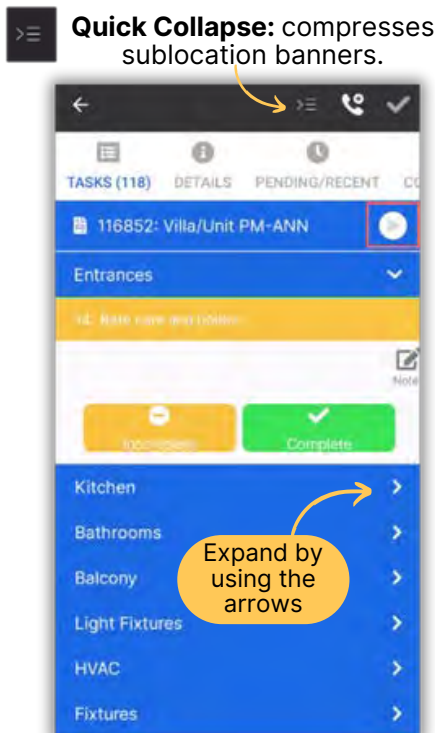 Quick Collapse: compresses
sublocation banners.
TASKS (118) DETAILS PENDING/RECENT
116852: Villa/Unit PM-ANN
Entrances
Note
Complete
Kitchen
Bathrooms
Balcony
Expand by
using the
arrows
Light Fixtures
HVAC
Fixtures